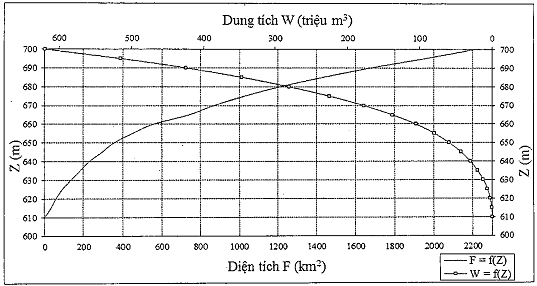 Dung tích W (triệu m³)
600 500 400 300 200 100 0
700 700
690 690
680 680
670 670
660 660
650 650
640 640
630 630
620 620
610 610
600 600
Z (m)
Z (m)
0 200 400 600 800 1000 1200 1400 1600 1800 2000 2200
Diện tích F (km²)
F = f(Z)
W = f(Z)